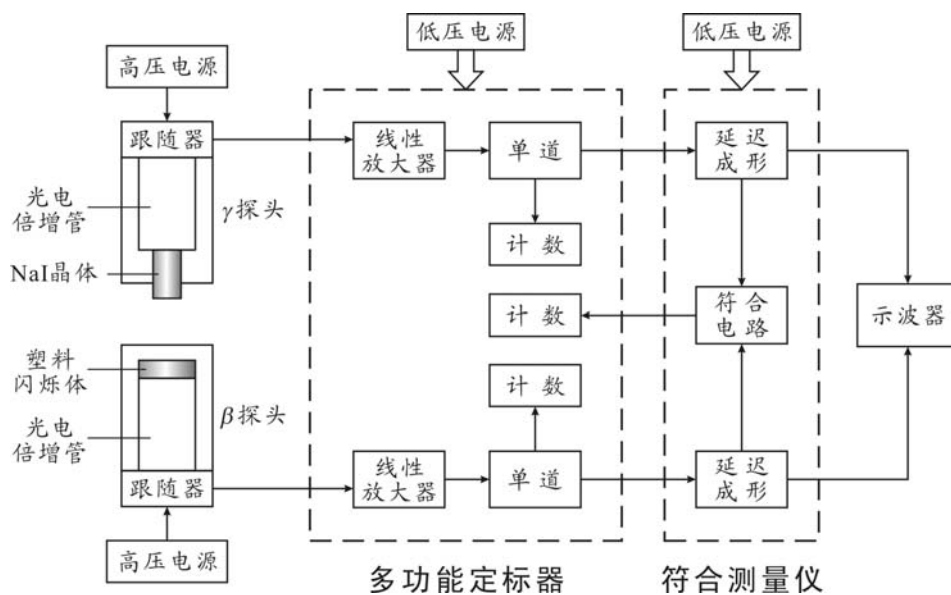 低压电源
低压电源
高压电源
跟随器
线性
放大器
单道
延迟
成形
光电
倍增管
γ探头
计数
NaI晶体
计数
符合
电路
示波器
塑料
闪烁体
计数
β探头
光电
倍增管
线性
放大器
单道
延迟
成形
跟随器
高压电源
多功能定标器
符合测量仪